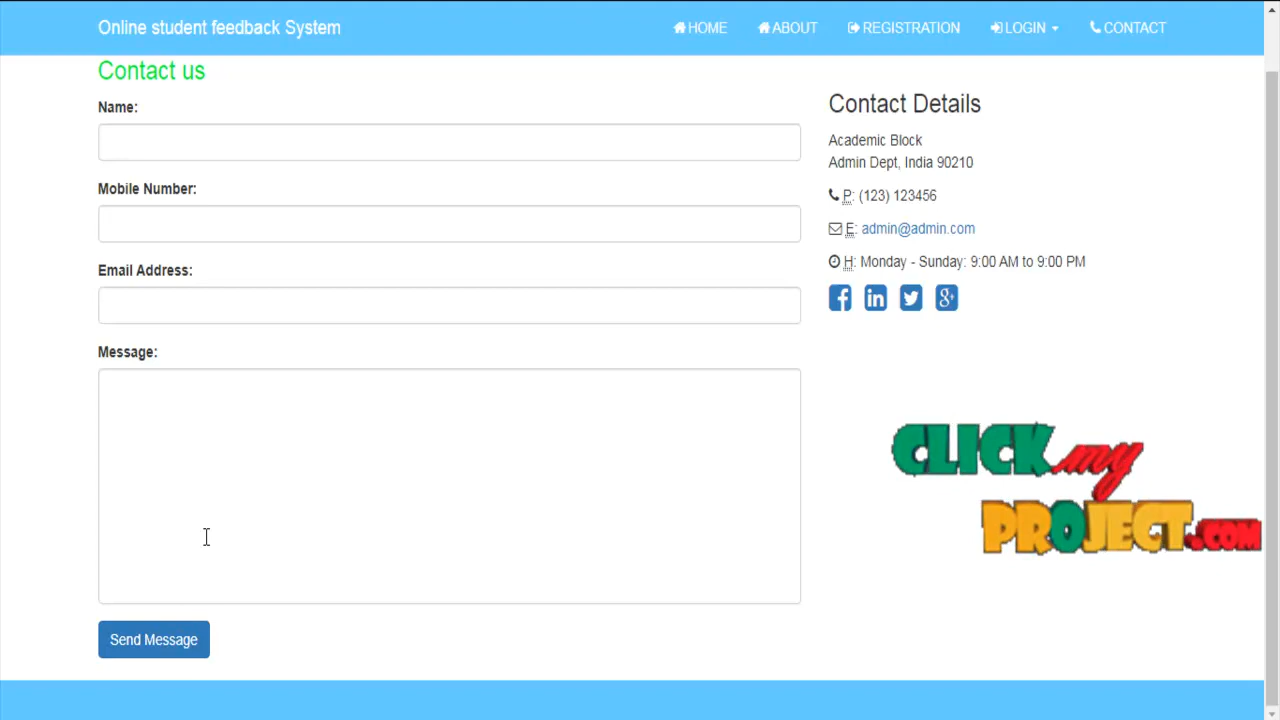 Online student feedback System
HOME
ABOUT
REGISTRATION
LOGIN
CONTACT
Contact us
Name:
Mobile Number:
Email Address:
Message:
Send Message
Contact Details
Academic Block
Admin Dept, India 90210
P: (123) 123456
E: admin@admin.com
H: Monday - Sunday: 9:00 AM to 9:00 PM
CLICK my
PROJECT.COM